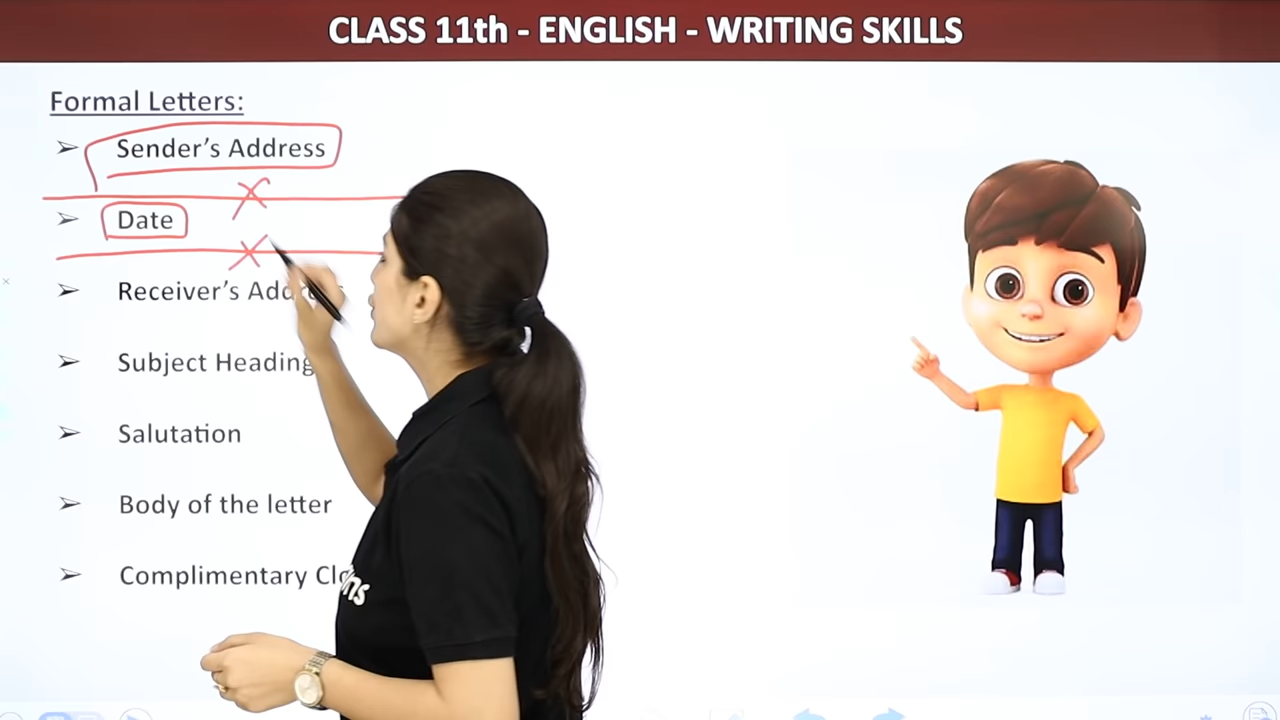 CLASS 11th - ENGLISH - WRITING SKILLS
Formal Letters:
➢ Sender’s Address
➢ Date
➢ Receiver’s
➢ Subject Heading
➢ Salutation
➢ Body of the letter
➢ Complimentary